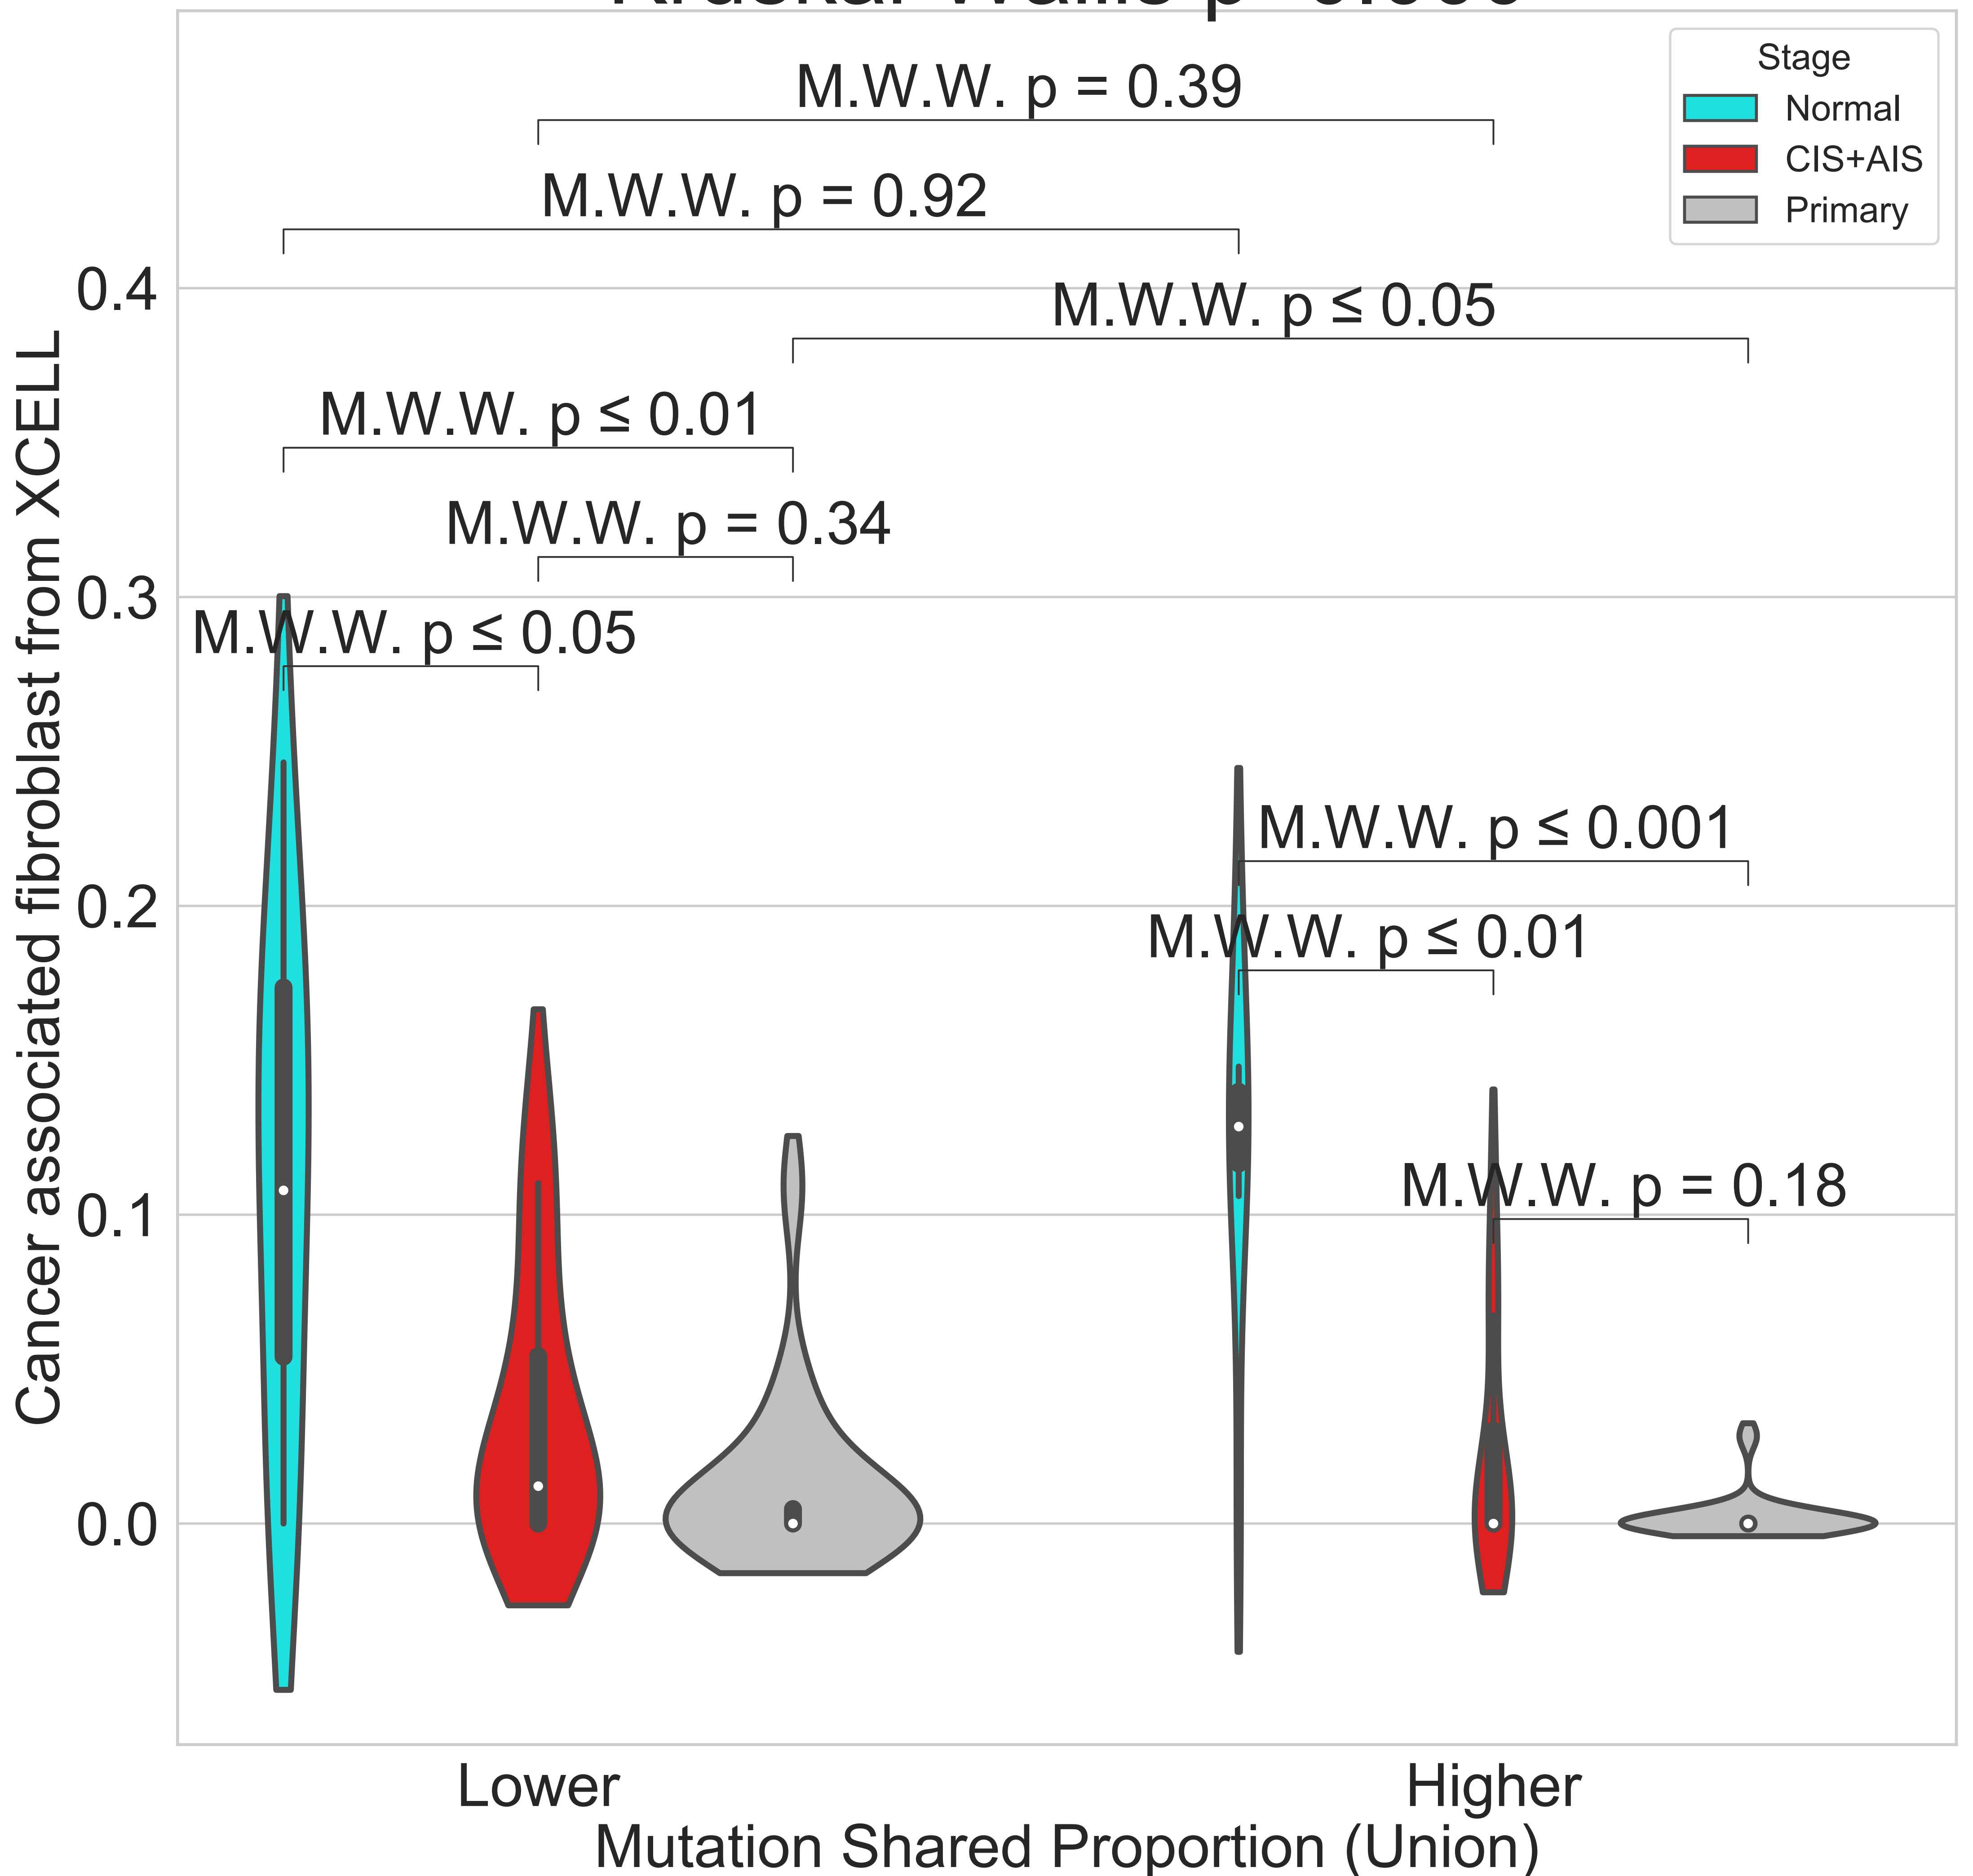 Stage
Normal
CIS+AIS
Primary
M.W.W. p = 0.39
M.W.W. p = 0.92
M.W.W. p ≤ 0.05
M.W.W. p ≤ 0.01
M.W.W. p = 0.34
M.W.W. p ≤ 0.05
M.W.W. p ≤ 0.001
M.W.W. p ≤ 0.01
M.W.W. p = 0.18
0.4
0.3
0.2
0.1
0.0
Cancer associated fibroblast from XCELL
Lower
Higher
Mutation Shared Proportion (Union)